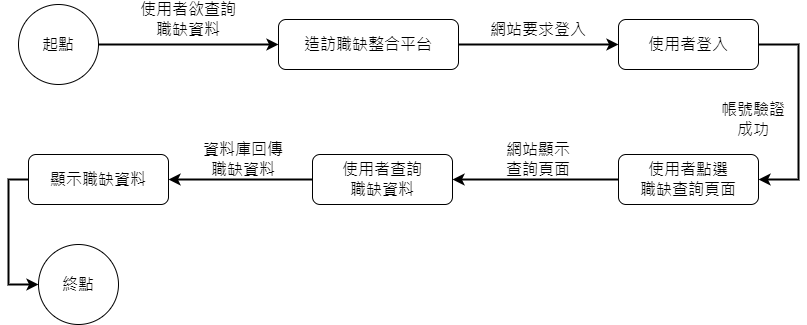 使用者欲查詢
職缺資料
起點
造訪職缺整合平台
網站要求登入
使用者登入
帳號驗證
成功
使用者點選
職缺查詢頁面
網站顯示
查詢頁面
使用者查詢
職缺資料
資料庫回傳
職缺資料
顯示職缺資料
終點